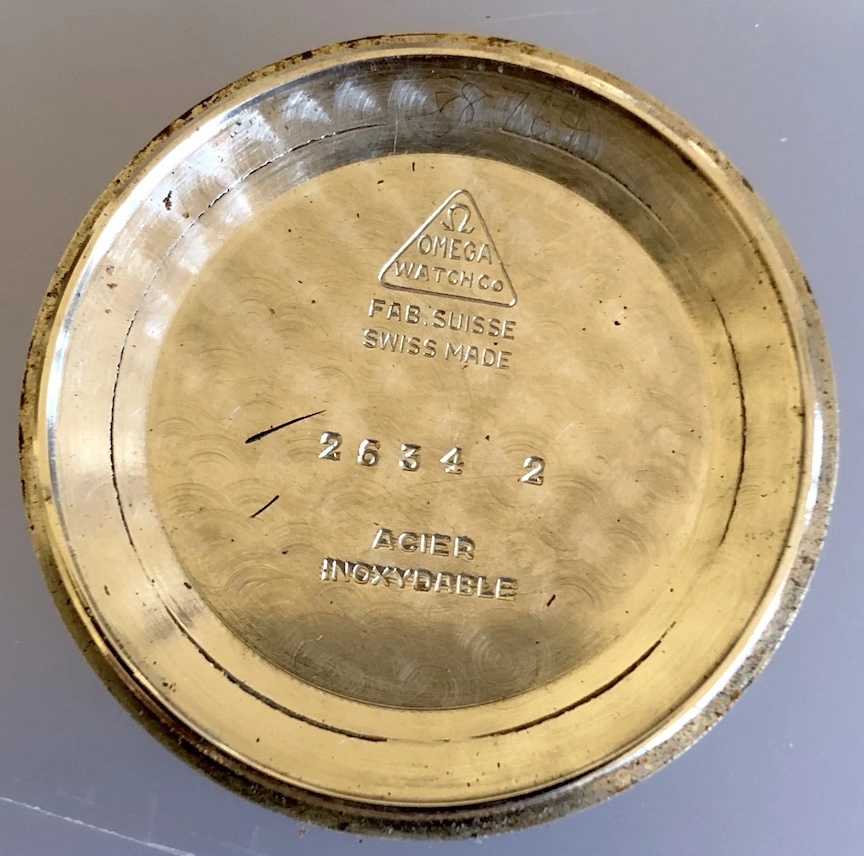 Ω
OMEGA
WATCH Co
FAB. SUISSE
SWISS MADE
2634 2
ACIER
INOXYDABLE